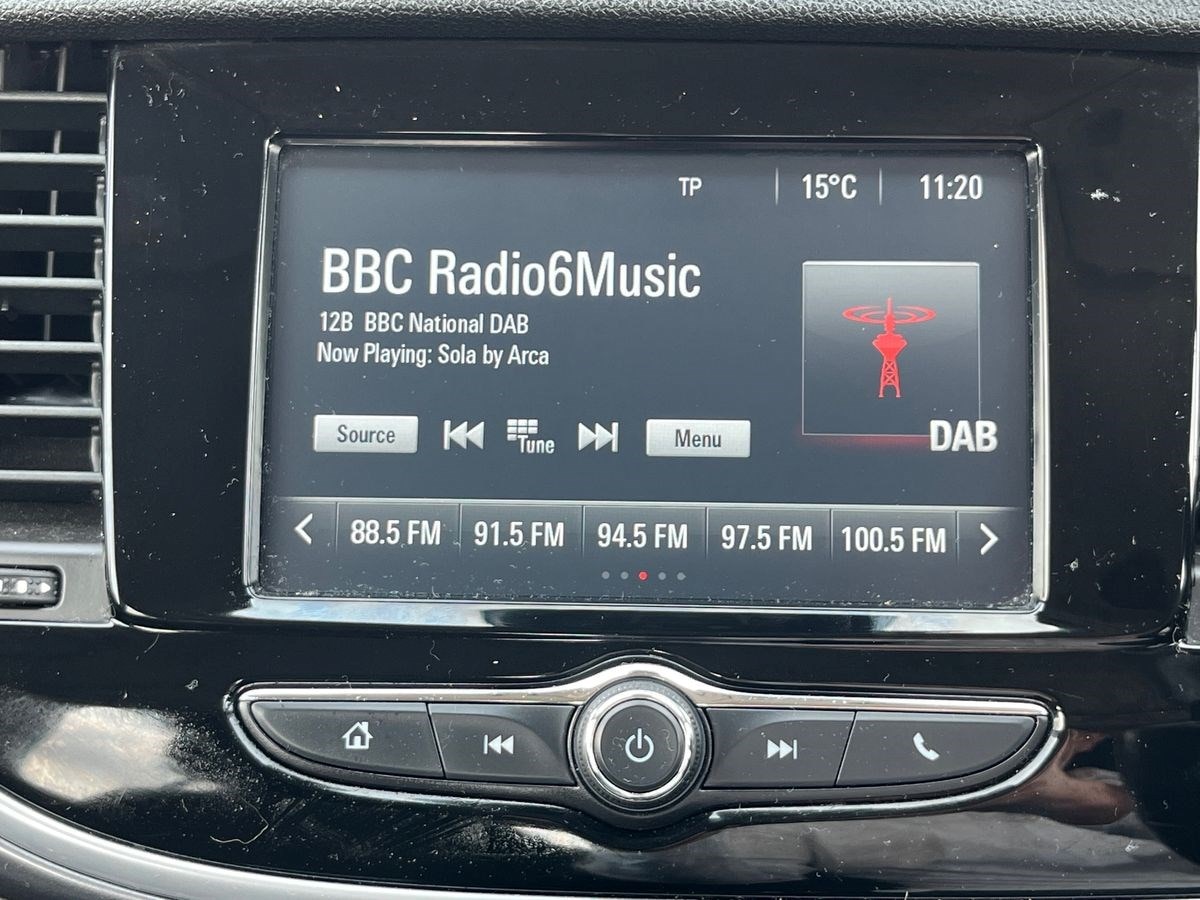 TP 15°C 11:20
BBC Radio6Music
12B BBC National DAB
Now Playing: Sola by Arca
Source Tune Menu
DAB
88.5 FM 91.5 FM 94.5 FM 97.5 FM 100.5 FM